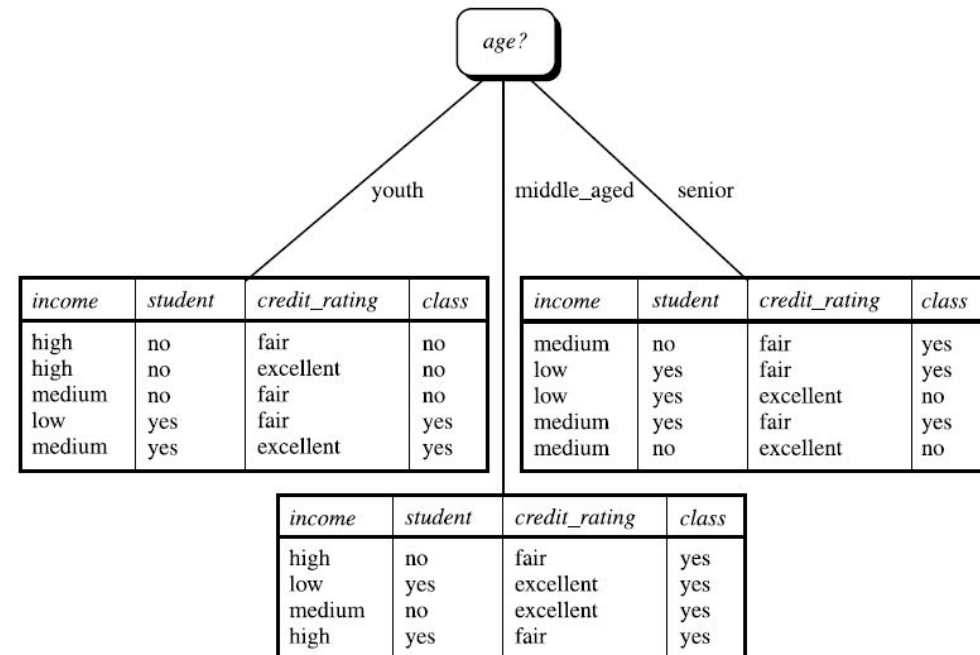 age?
youth
middle_aged
senior
income student credit_rating class
high no fair no
high no excellent no
medium no fair no
low yes fair yes
medium yes excellent yes
income student credit_rating class
medium no fair yes
low yes fair yes
low yes excellent no
medium yes fair yes
medium no excellent no
income student credit_rating class
high no fair yes
low yes excellent yes
medium no excellent yes
high yes fair yes